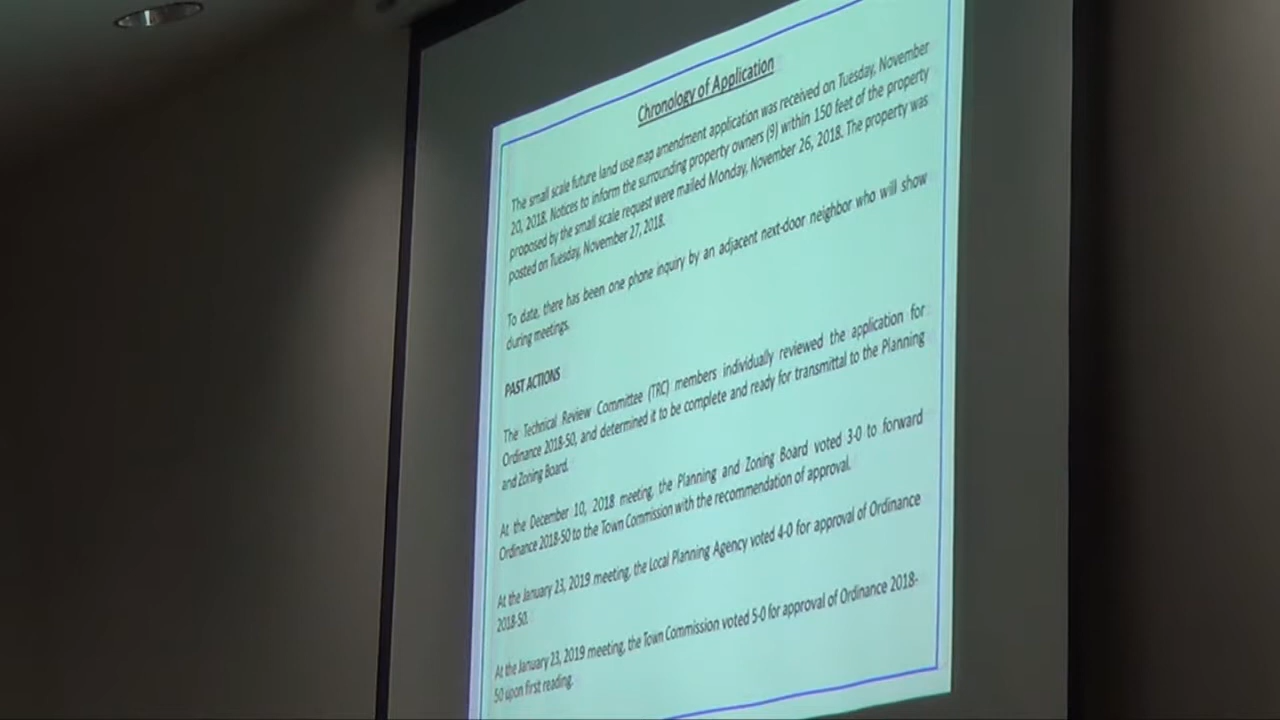 Chronology of Application
The small scale future land use map amendment application was received on Tuesday, November
20, 2018. Notices to inform the surrounding property owners (9) within 150 feet of the property
proposed by the small scale request were mailed Monday, November 26, 2018. The property was
posted on Tuesday, November 27, 2018.
To date, there has been one phone inquiry by an adjacent next-door neighbor who will show
during meetings.
PAST ACTIONS
The Technical Review Committee (TRC) members individually reviewed the application for
Ordinance 2018-50, and determined it to be complete and ready for transmittal to the Planning
and Zoning Board.
At the December 10, 2018 meeting, the Planning and Zoning Board voted 3-0 to forward
Ordinance 2018-50 to the Town Commission with the recommendation of approval.
At the January 23, 2019 meeting, the Local Planning Agency voted 4-0 for approval of Ordinance
2018-50.
At the January 23, 2019 meeting, the Town Commission voted 5-0 for approval of Ordinance 2018-
50 upon first reading.